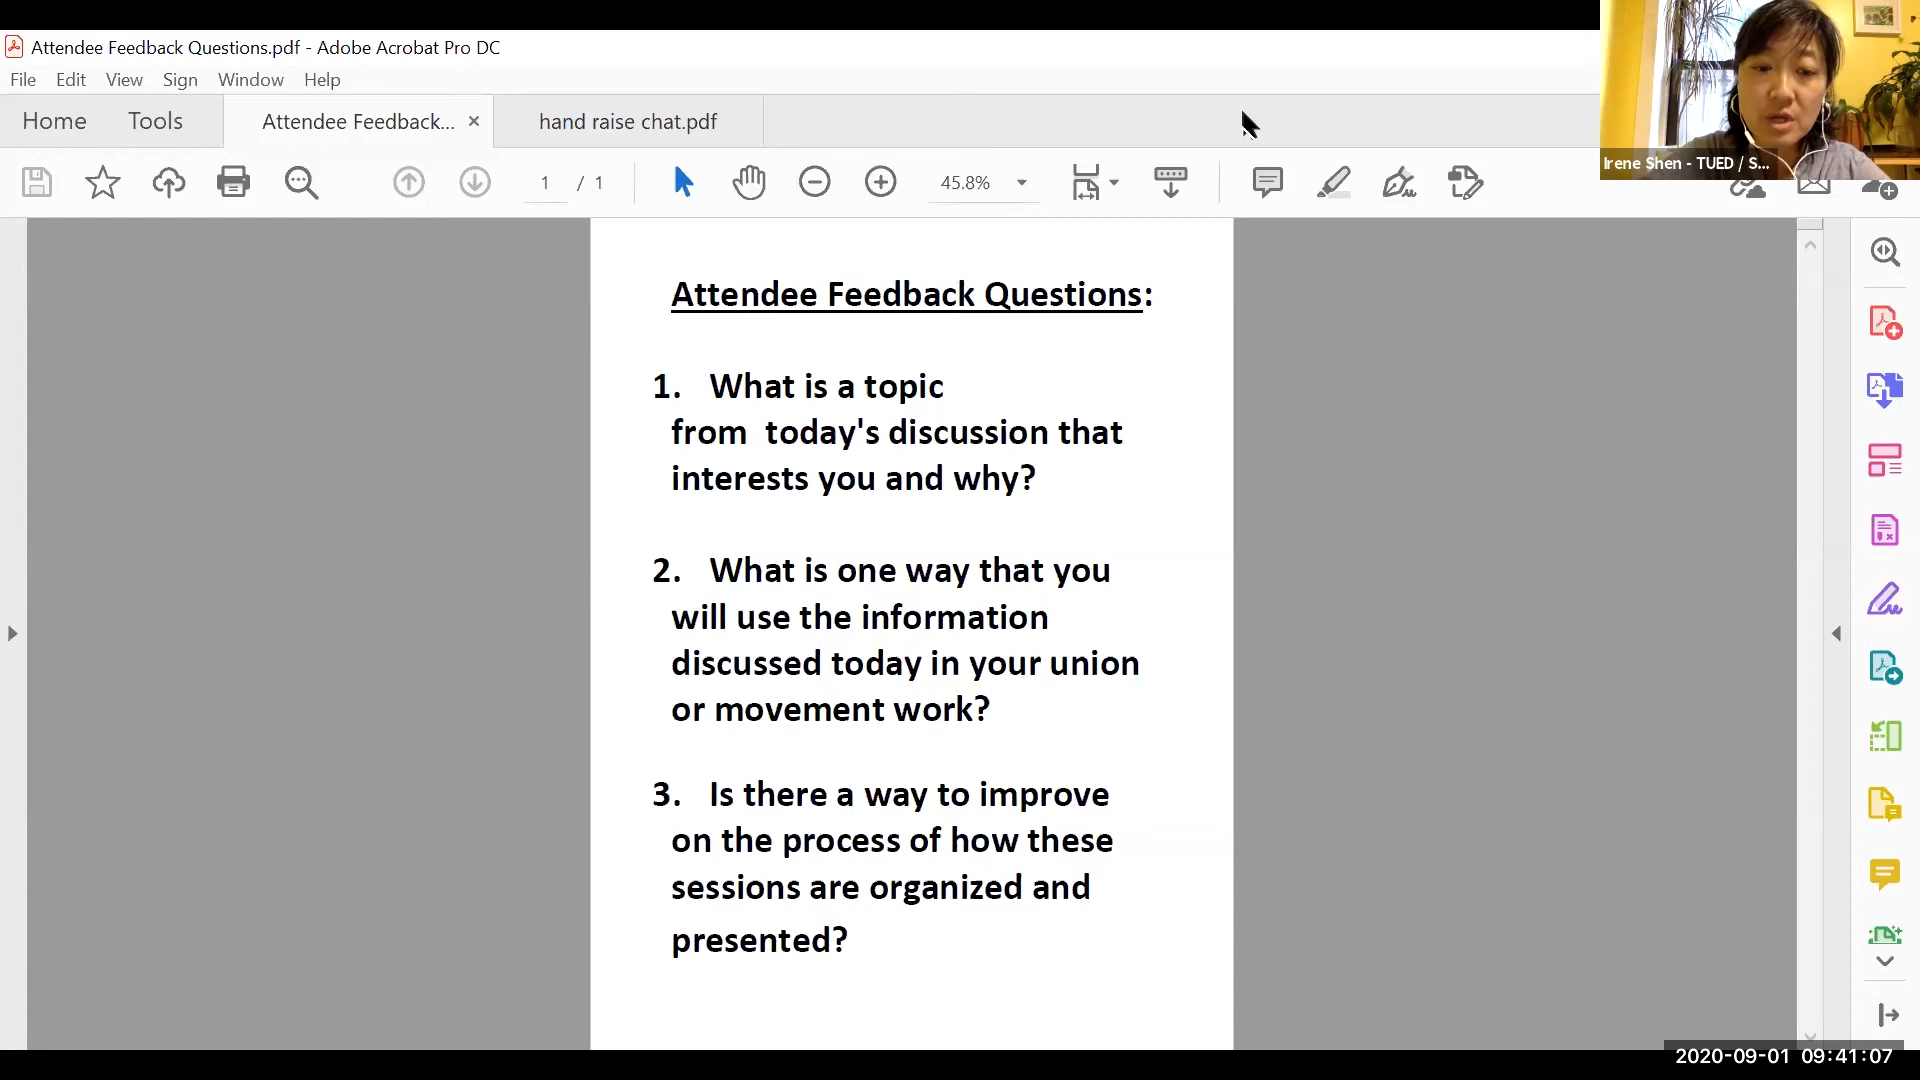 Attendee Feedback Questions.pdf - Adobe Acrobat Pro DC
File Edit View Sign Window Help
Home Tools Attendee Feedback... × hand raise chat.pdf
1 / 1 45.8%
Irene Shen - TUED / S...
Attendee Feedback Questions:
1. What is a topic
from today's discussion that
interests you and why?
2. What is one way that you
will use the information
discussed today in your union
or movement work?
3. Is there a way to improve
on the process of how these
sessions are organized and
presented?
2020-09-01 09:41:07